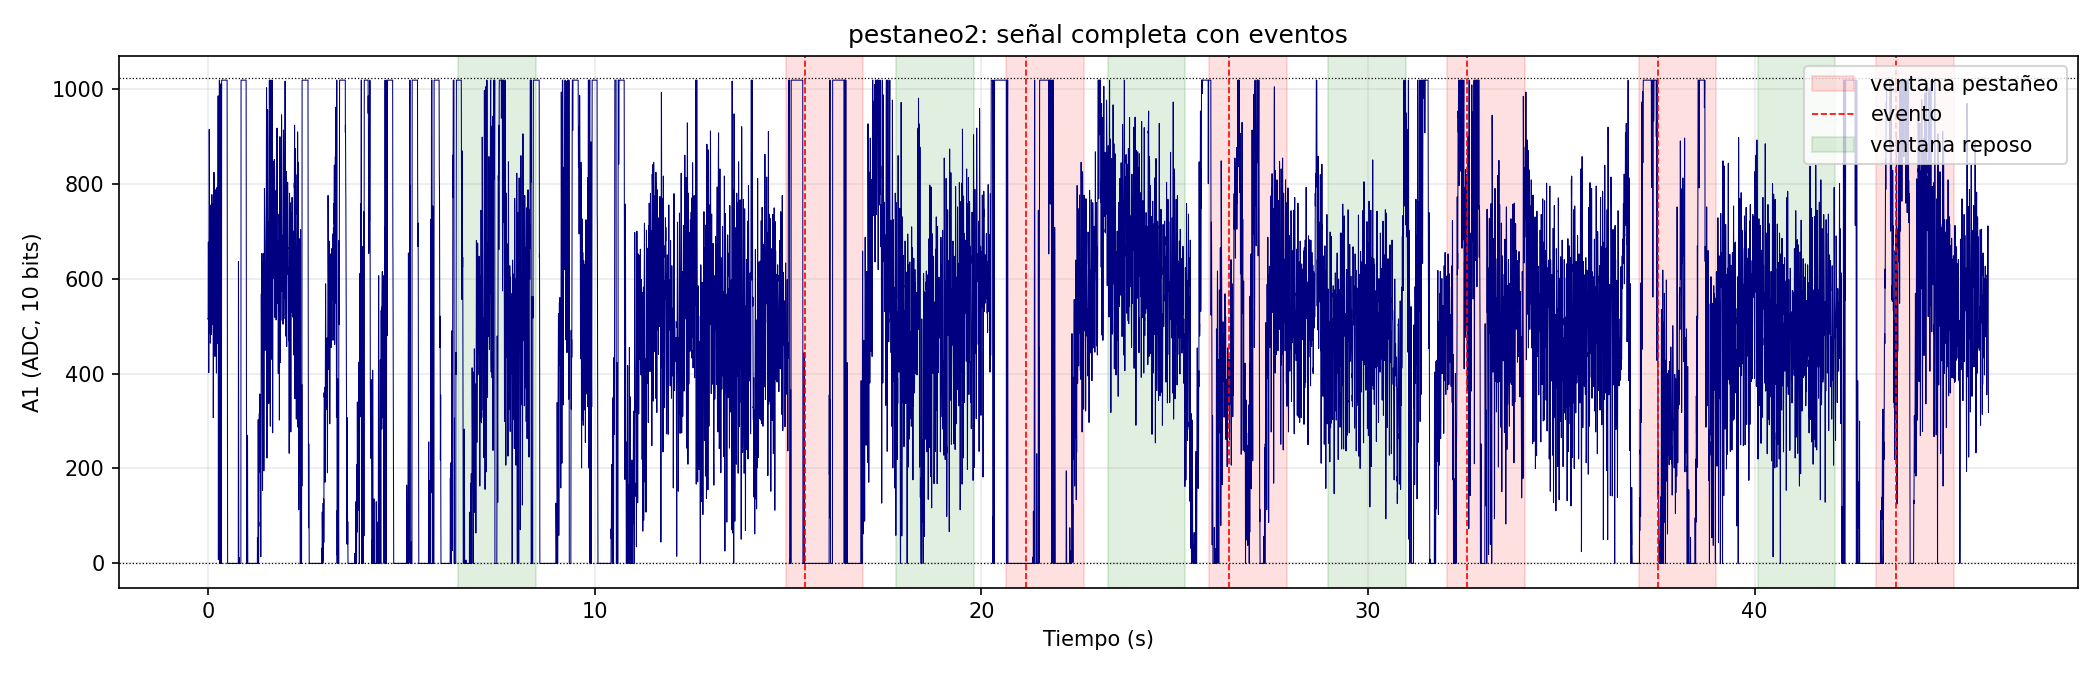 pestaneo2: señal completa con eventos
ventana pestañeo
evento
ventana reposo
A1 (ADC, 10 bits)
1000
800
600
400
200
0
0
10
20
30
40
Tiempo (s)